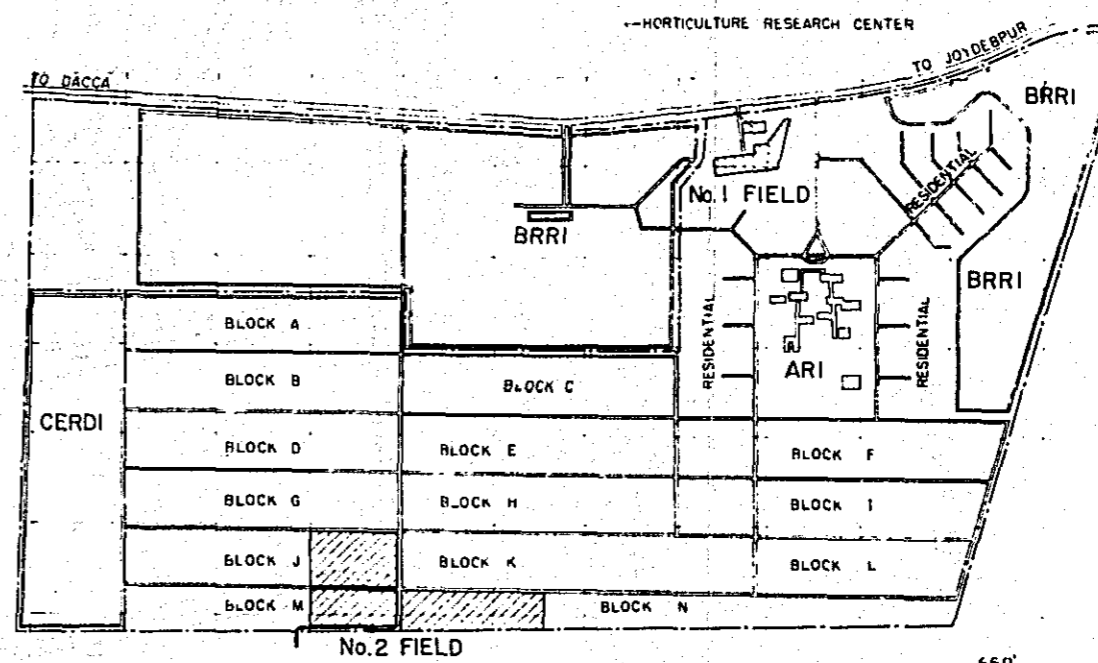 ←HORTICULTURE RESEARCH CENTER
TO DACCA
TO JOYDEBPUR
BRRI
RESIDENTIAL
No.1 FIELD
BRRI
BRRI
BLOCK A
RESIDENTIAL
RESIDENTIAL
BLOCK B
BLOCK C
ARI
CERDI
BLOCK D
BLOCK E
BLOCK F
BLOCK G
BLOCK H
BLOCK I
BLOCK J
BLOCK K
BLOCK L
BLOCK M
BLOCK N
No.2 FIELD
660'